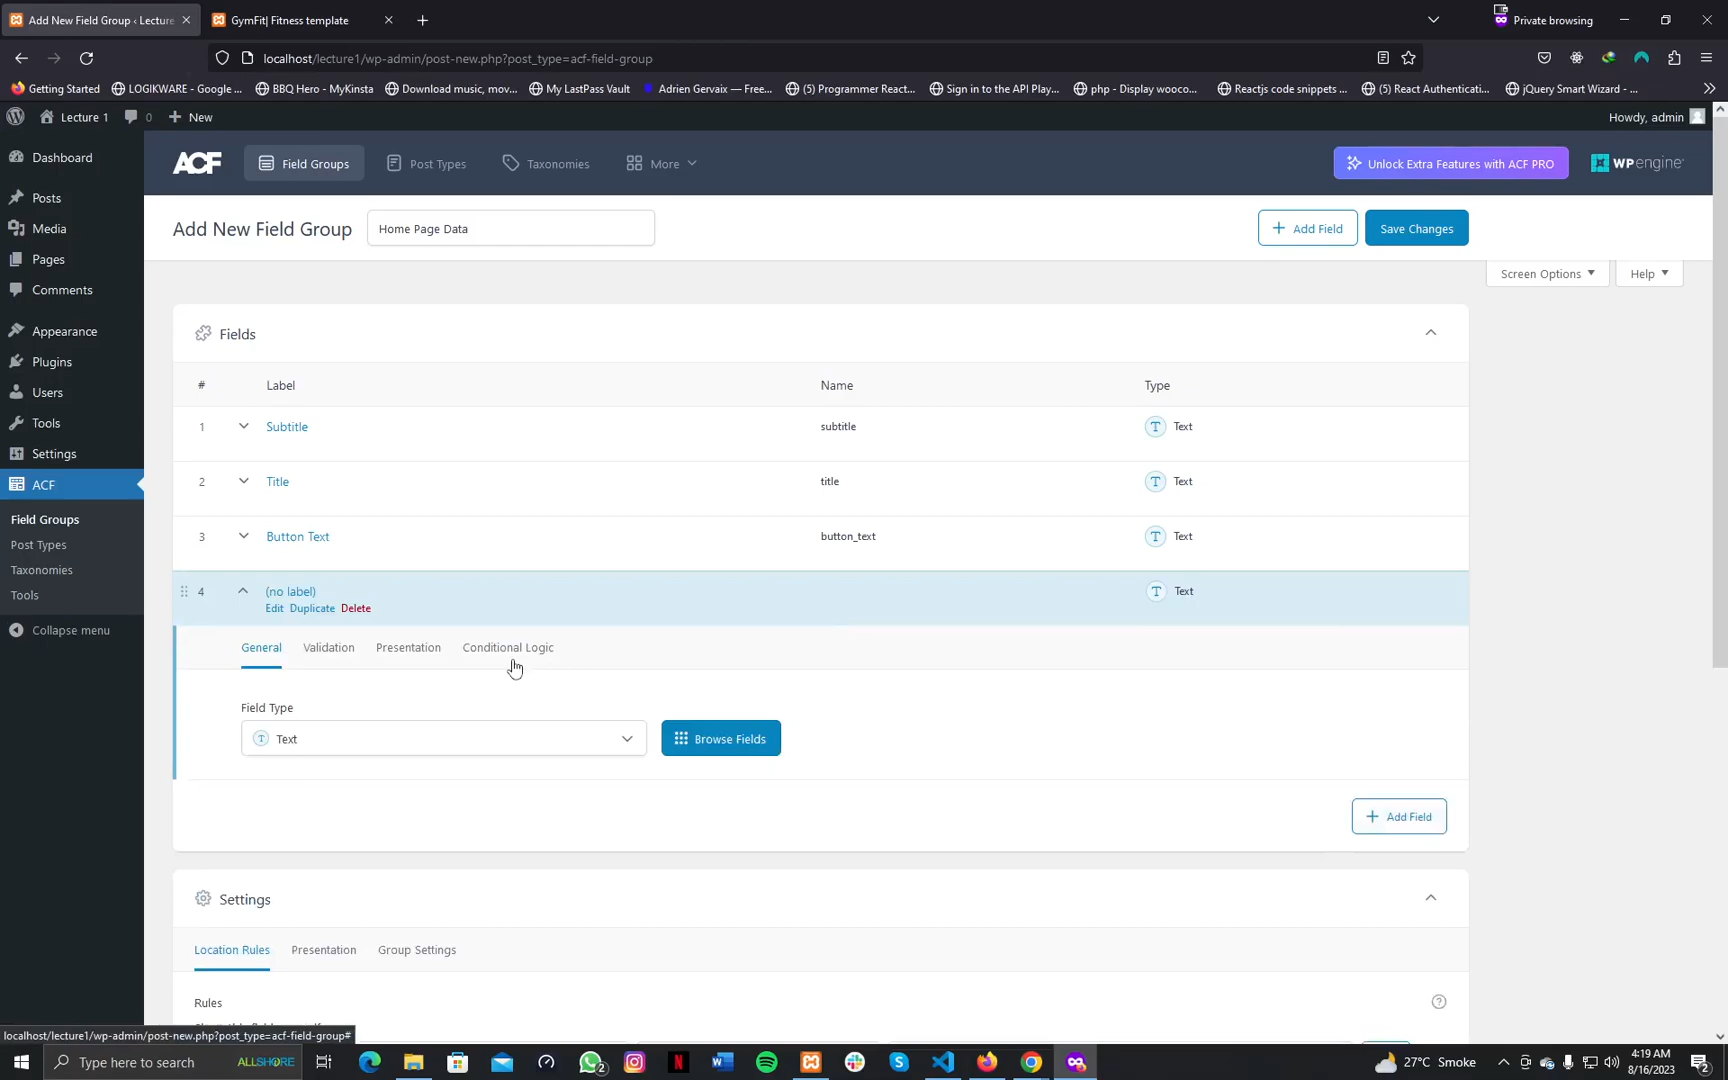 Add New Field Group ‹ Lecture
GymFit| Fitness template
Private browsing
localhost/lecture1/wp-admin/post-new.php?post_type=acf-field-group
Getting Started
LOGIKWARE - Google ...
BBQ Hero - MyKinsta
Download music, mov...
My LastPass Vault
Adrien Gervaix — Free...
(5) Programmer React...
Sign in to the API Play...
php - Display wooco...
Reactjs code snippets ...
(5) React Authenticati...
jQuery Smart Wizard - ...
Lecture 1
0
New
Howdy, admin
Dashboard
Posts
Media
Pages
Comments
Appearance
Plugins
Users
Tools
Settings
ACF
Field Groups
Post Types
Taxonomies
Tools
Collapse menu
ACF
Field Groups
Post Types
Taxonomies
More
Unlock Extra Features with ACF PRO
WPengine
Add New Field Group
Home Page Data
Add Field
Save Changes
Screen Options
Help
Fields
# Label Name Type
1 Subtitle subtitle T Text
2 Title title T Text
3 Button Text button_text T Text
4 (no label) T Text
Edit Duplicate Delete
General Validation Presentation Conditional Logic
Field Type
T Text
Browse Fields
Add Field
Settings
Location Rules Presentation Group Settings
Rules
localhost/lecture1/wp-admin/post-new.php?post_type=acf-field-group#
Type here to search
ALLSHORE
2
27°C Smoke
4:19 AM
8/16/2023
2